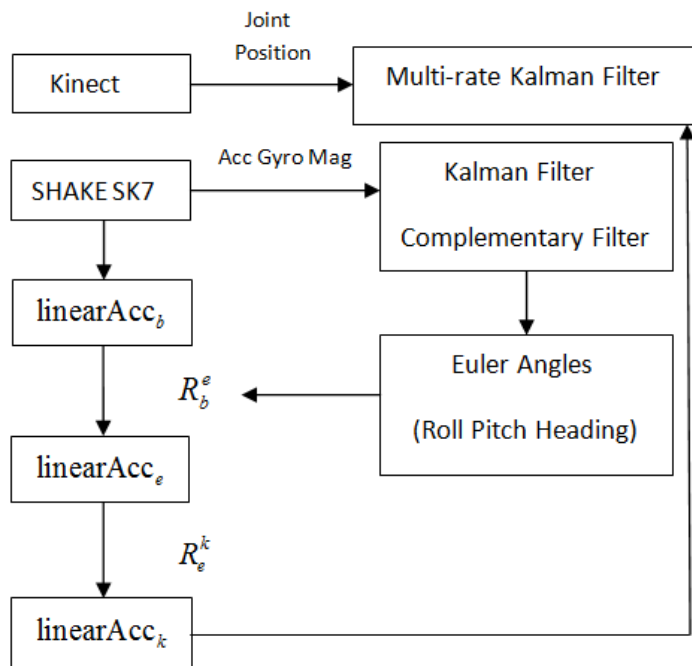 Joint
Position
Kinect
Multi-rate Kalman Filter
Acc Gyro Mag
SHAKE SK7
Kalman Filter
Complementary Filter
linearAcc_b
Euler Angles
(Roll Pitch Heading)
R_b^e
linearAcc_e
R_e^k
linearAcc_k